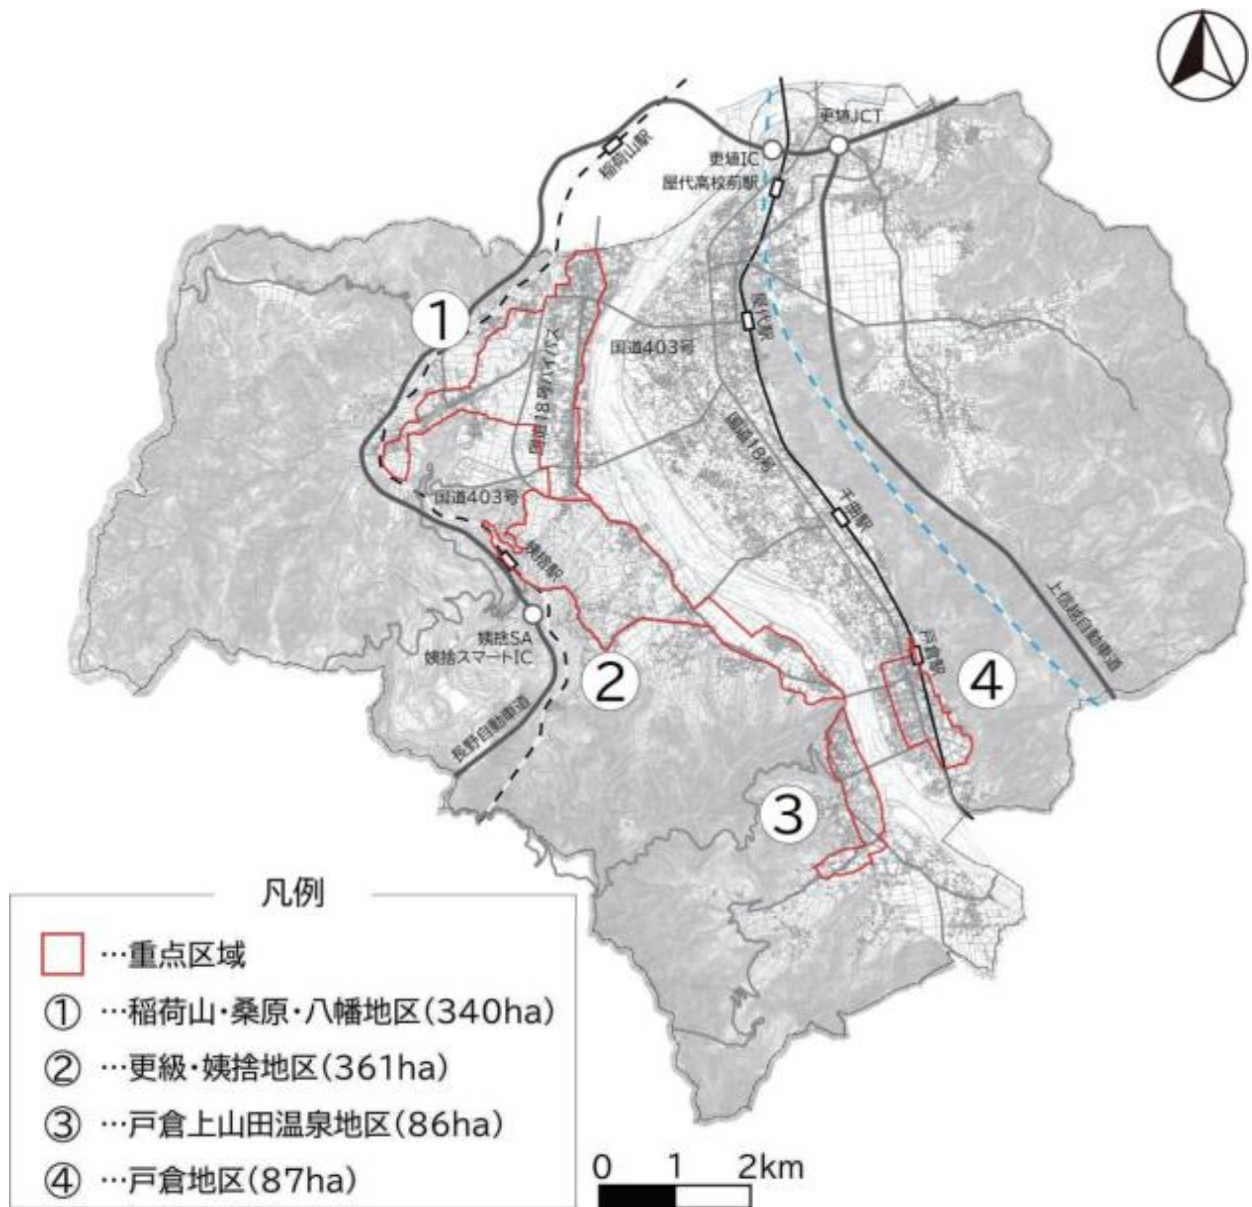 更埴JCT
稲荷山駅
更埴IC
屋代高校前駅
①
屋代駅
国道403号
国道18号バイパス
国道18号
国道403号
千曲駅
姨捨駅
上信越自動車道
姨捨SA
姨捨スマートIC
②
戸倉駅
④
長野自動車道
③
凡例
…重点区域
① …稲荷山・桑原・八幡地区(340ha)
② …更級・姨捨地区(361ha)
③ …戸倉上山田温泉地区(86ha)
④ …戸倉地区(87ha)
0 1 2km